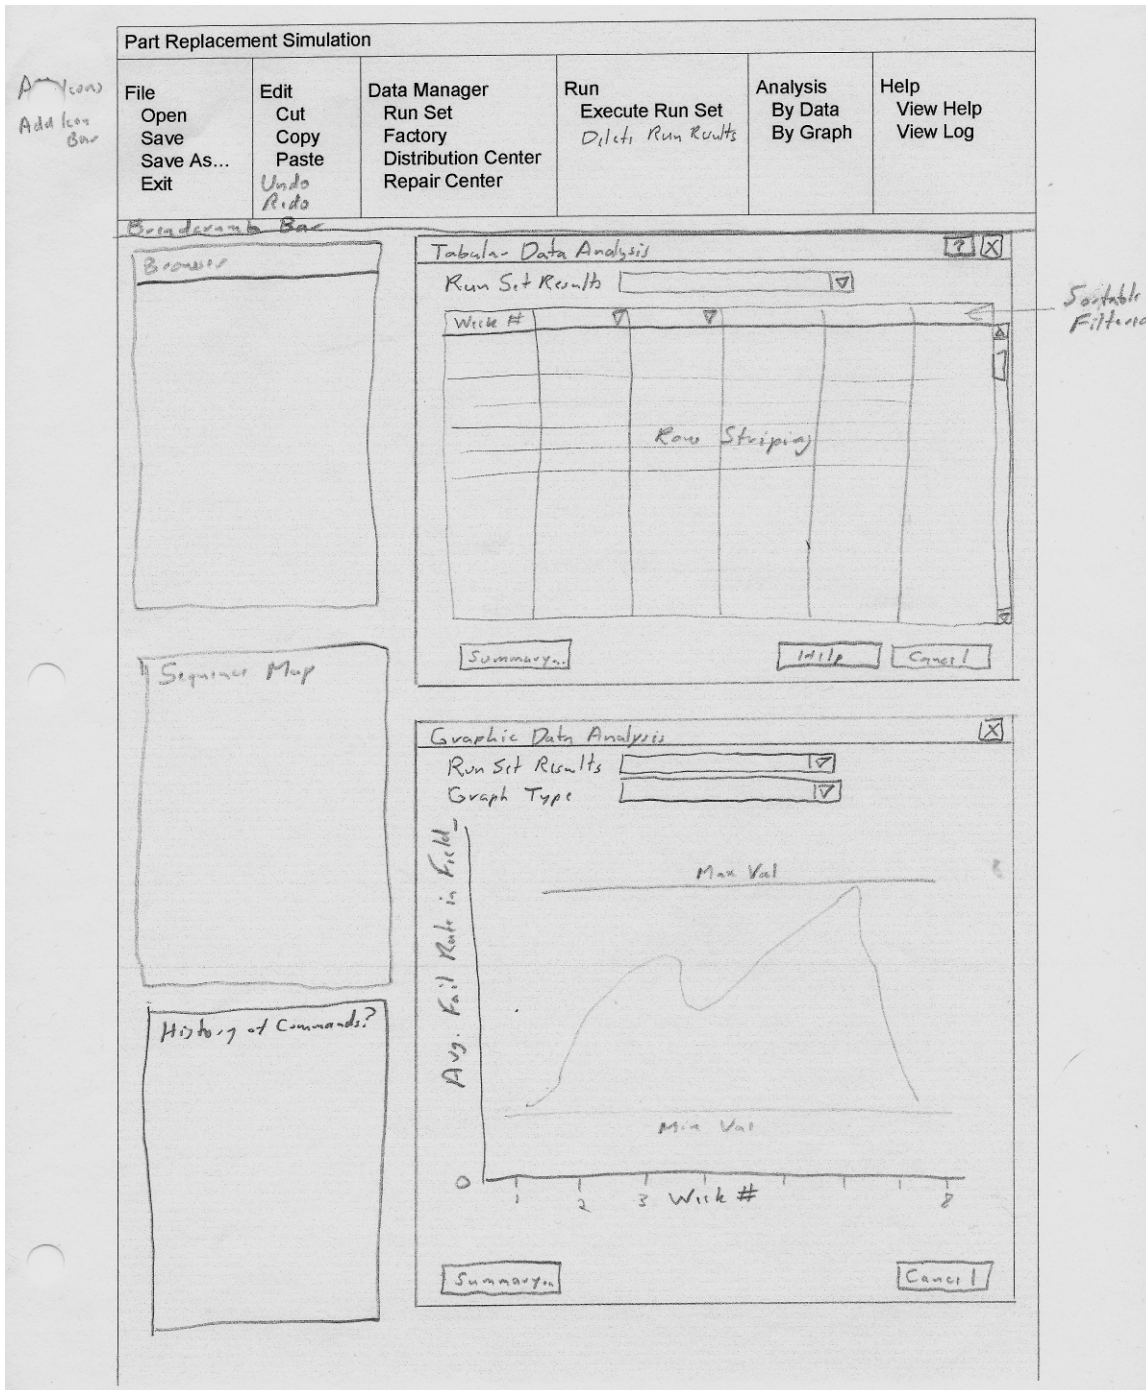 Part Replacement Simulation
Icons
Add Icon
Bar
File
Open
Save
Save As...
Exit
Edit
Cut
Copy
Paste
Undo
Redo
Data Manager
Run Set
Factory
Distribution Center
Repair Center
Run
Execute Run Set
Delete Run Results
Analysis
By Data
By Graph
Help
View Help
View Log
Breadcrumb Bar
Browser
Tabular Data Analysis ? X
Run Set Results
Week #
Sortable
Row Striping
Summary...
Help
Cancel
Sequence Map
Graphic Data Analysis X
Run Set Results
Graph Type
Avg. Fail Rate in Field
Max Val
Min Val
0
1 2 3 Week # 8
Summary...
Cancel
History of Commands?